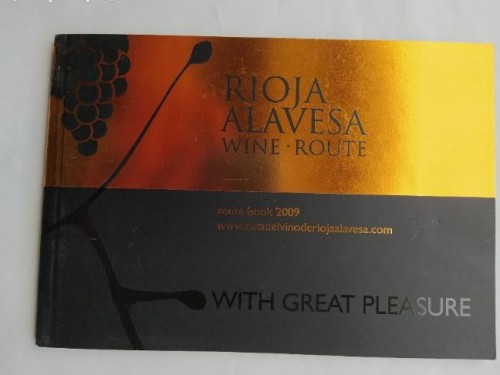 RIOJA
ALAVESA
WINE · ROUTE
route book 2009
www.rutadelvinoderiojaalavesa.com
WITH GREAT PLEASURE